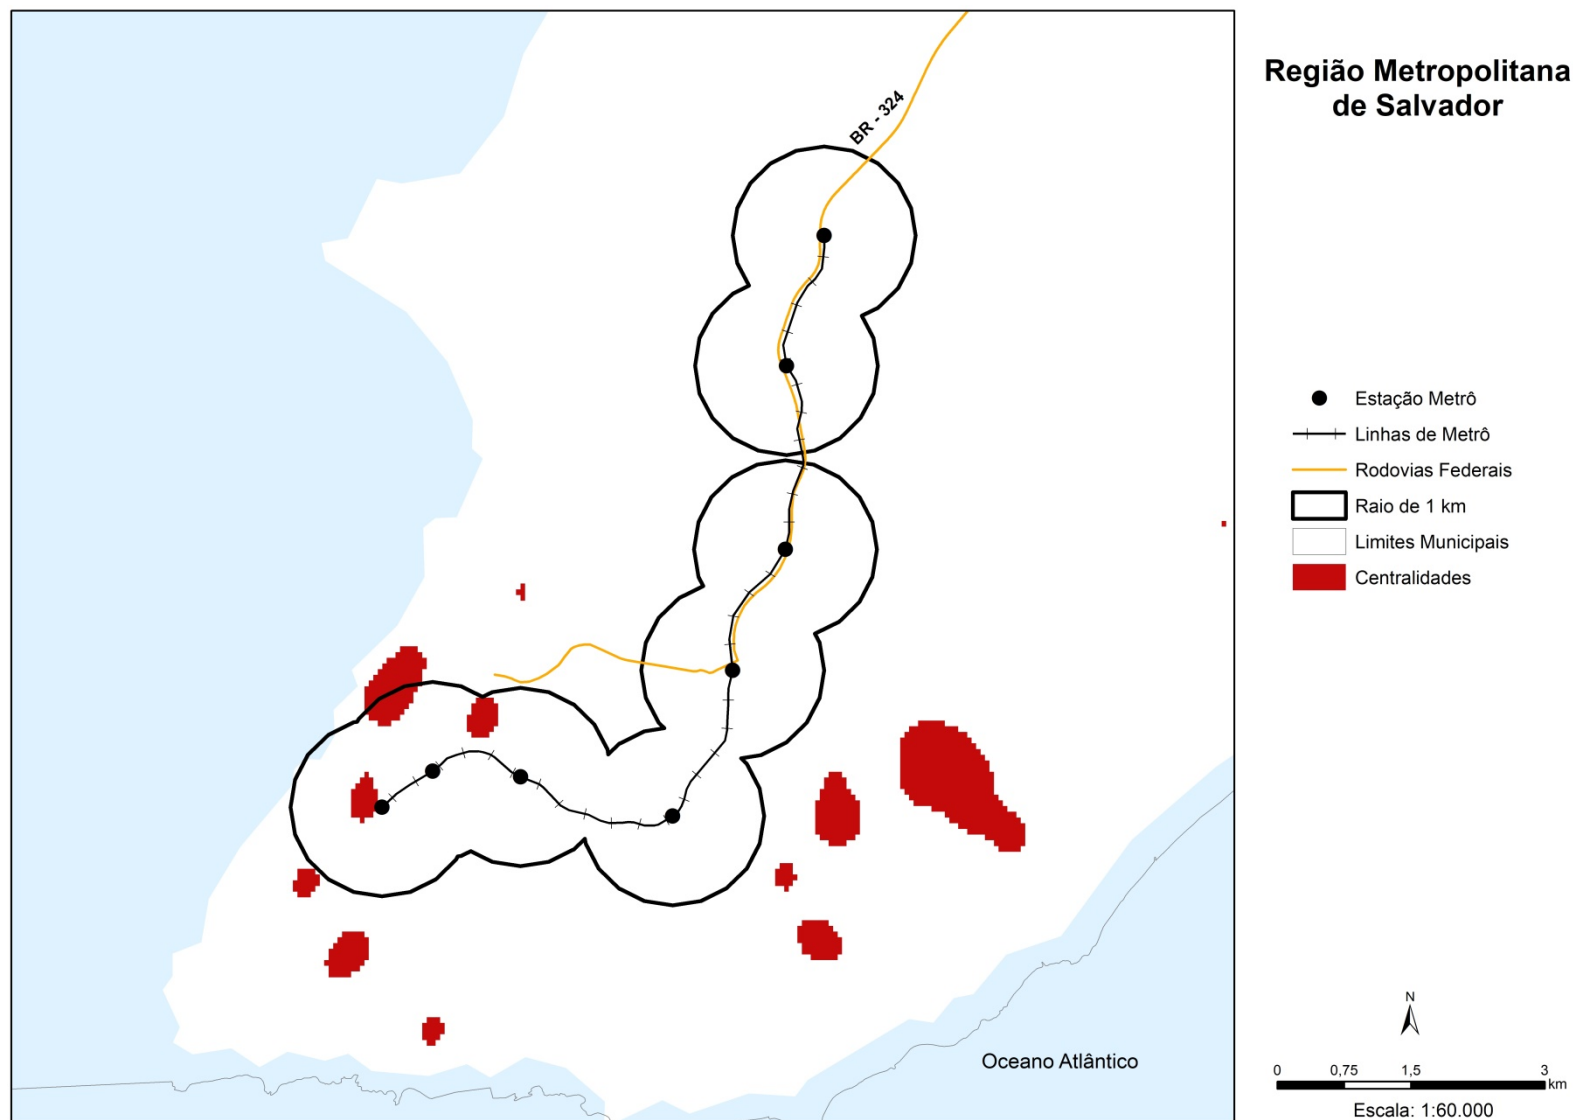 Região Metropolitana
de Salvador
BR - 324
Estação Metrô
Linhas de Metrô
Rodovias Federais
Raio de 1 km
Limites Municipais
Centralidades
Oceano Atlântico
N
0 0,75 1,5 3
km
Escala: 1:60.000